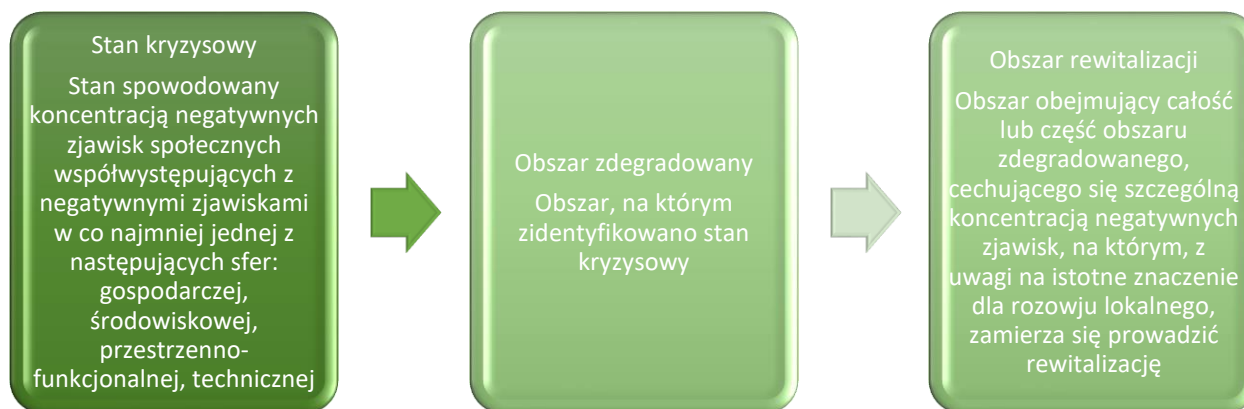 Stan kryzysowy
Stan spowodowany
koncentracją negatywnych
zjawisk społecznych
współwystępujących z
negatywnymi zjawiskami
w co najmniej jednej z
następujących sfer:
gospodarczej,
środowiskowej,
przestrzenno-
funkcjonalnej, technicznej
Obszar zdegradowany
Obszar, na którym
zidentyfikowano stan
kryzysowy
Obszar rewitalizacji
Obszar obejmujący całość
lub część obszaru
zdegradowanego,
cechującego się szczególną
koncentracją negatywnych
zjawisk, na którym, z
uwagi na istotne znaczenie
dla rozowju lokalnego,
zamierza się prowadzić
rewitalizację